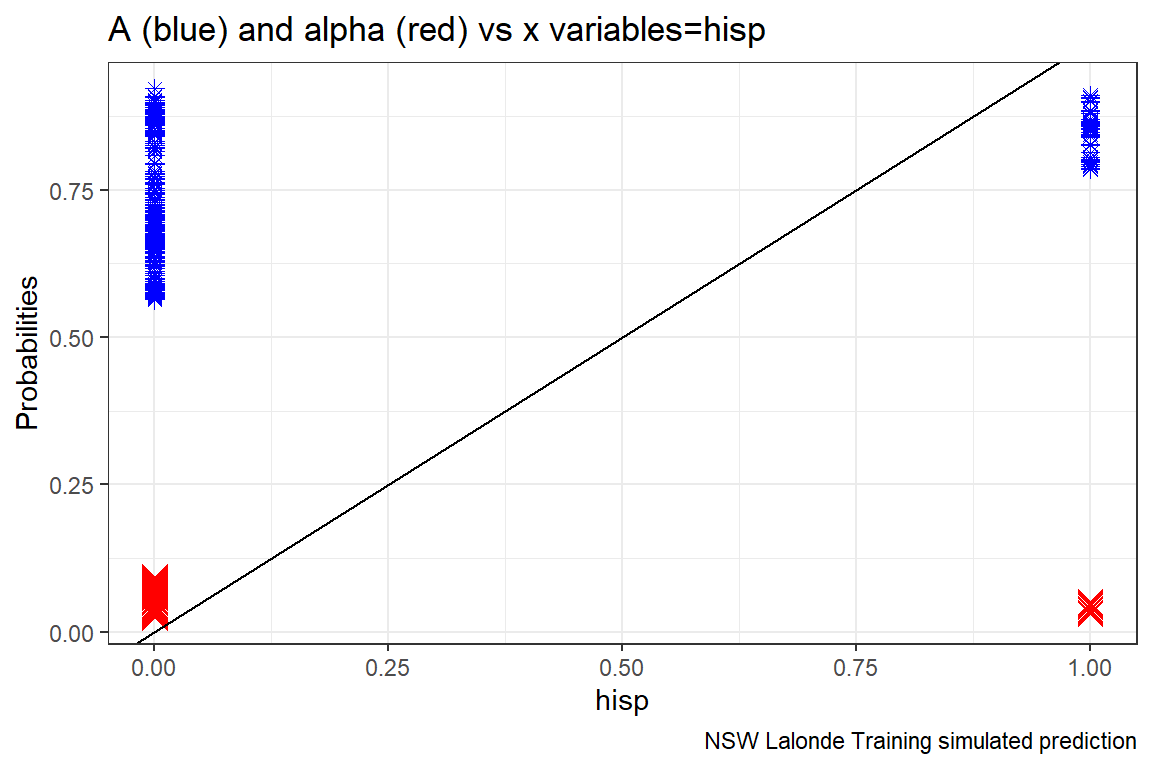 A (blue) and alpha (red) vs x variables=hisp
Probabilities
0.75
0.50
0.25
0.00
0.00 0.25 0.50 0.75 1.00
hisp
NSW Lalonde Training simulated prediction